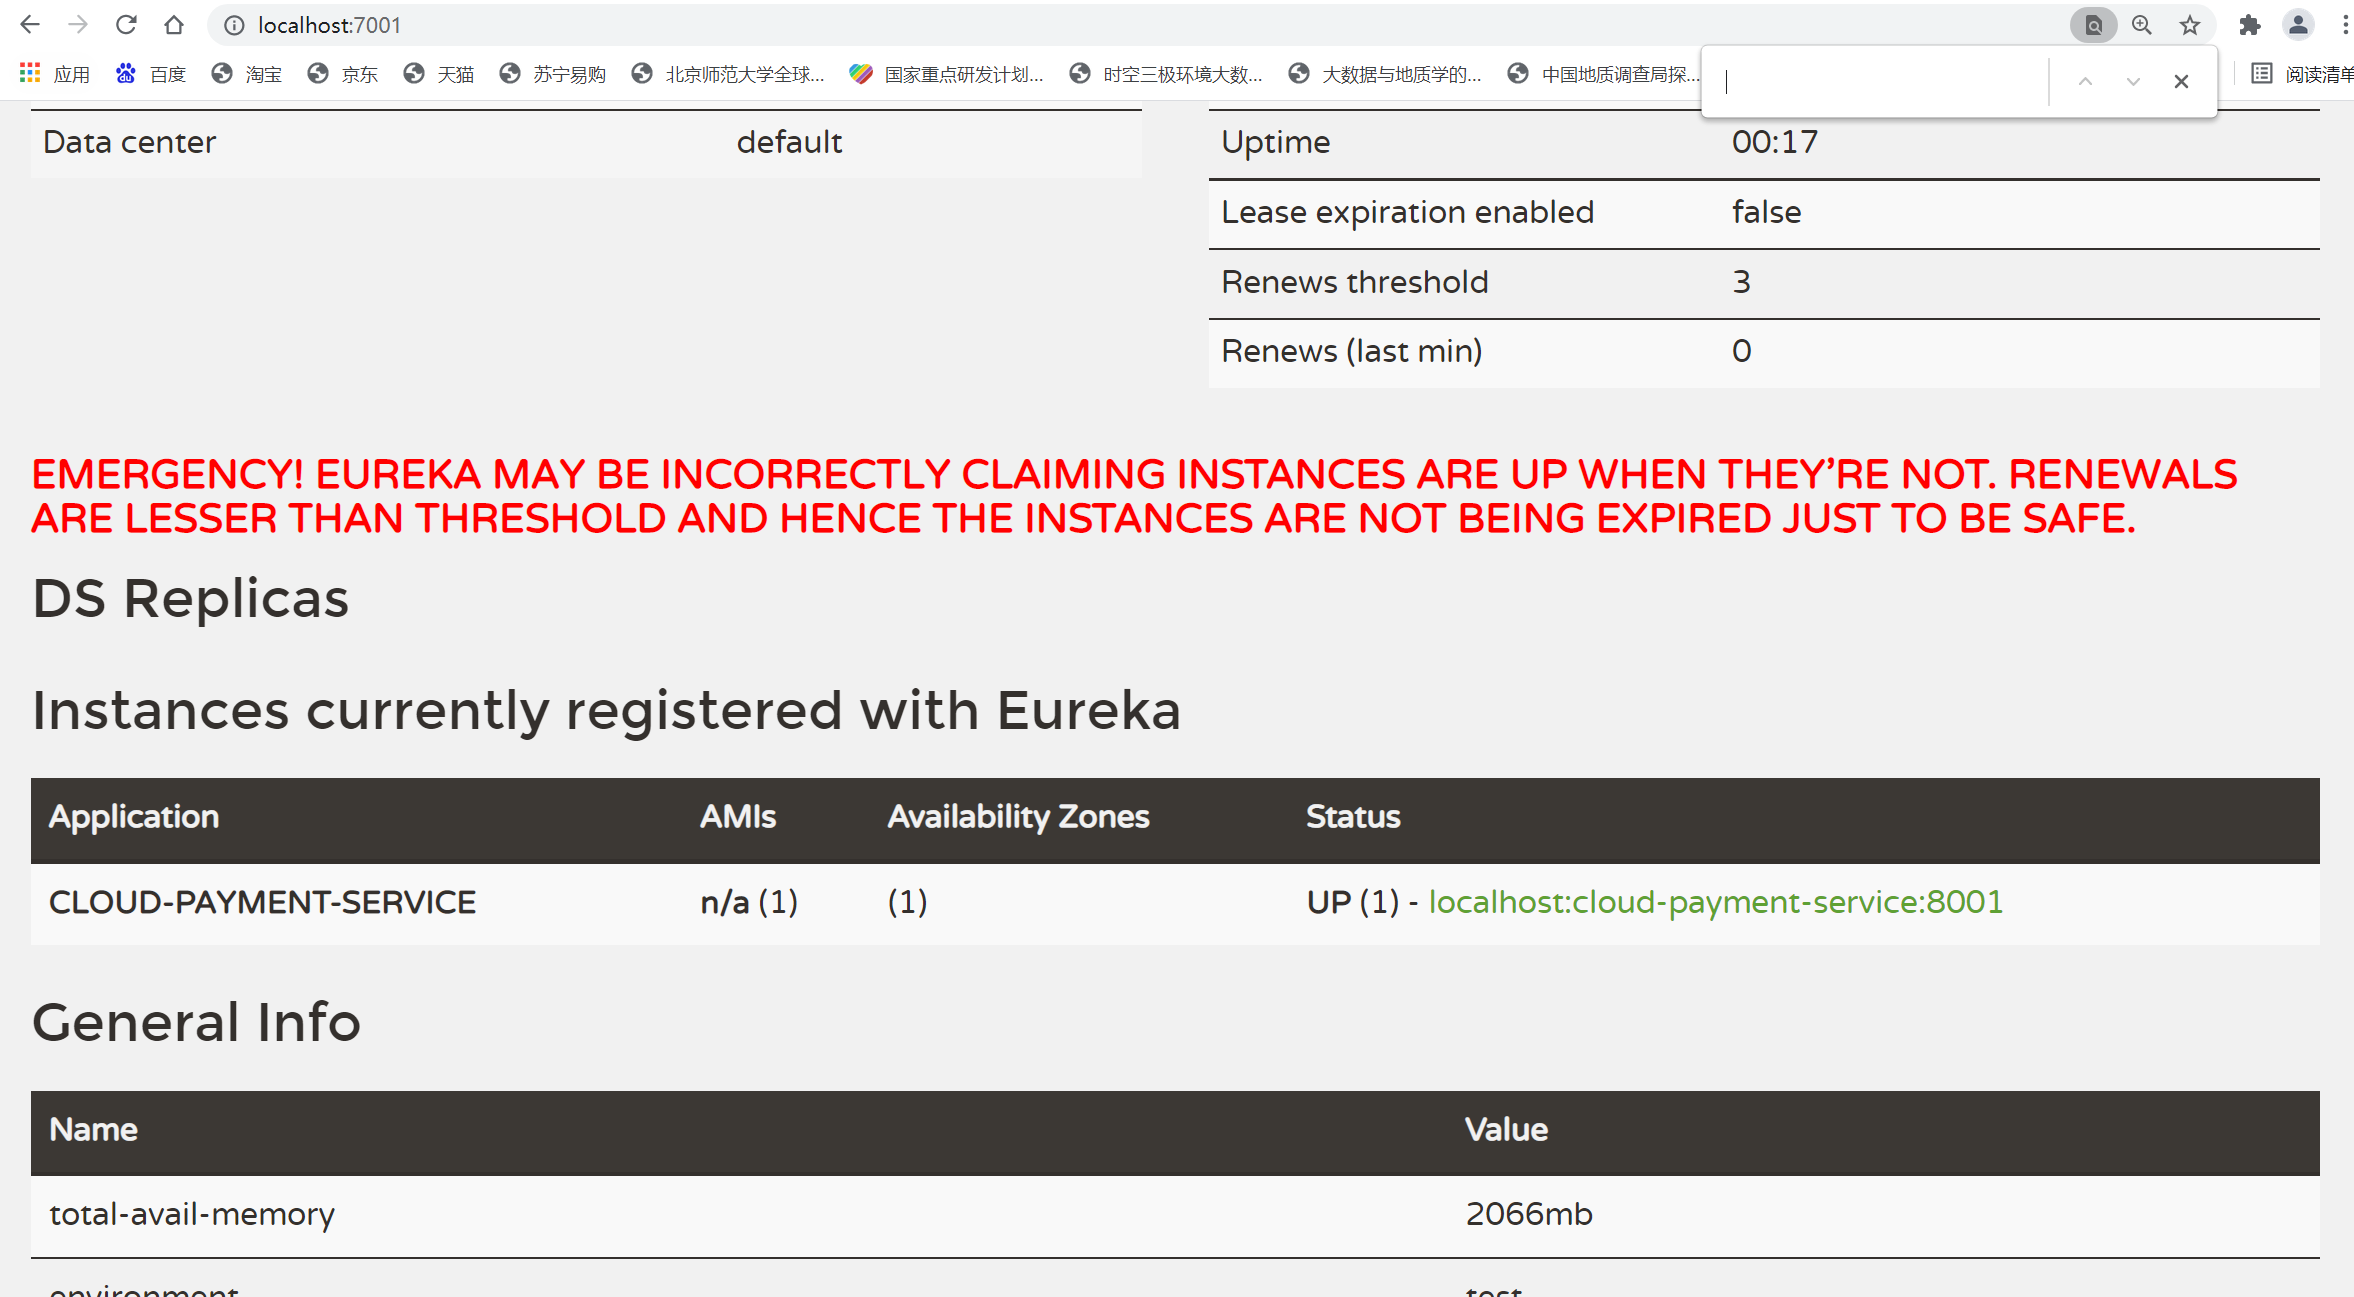 localhost:7001
应用 百度 淘宝 京东 天猫 苏宁易购 北京师范大学全球... 国家重点研发计划... 时空三极环境大数... 大数据与地质学的... 中国地质调查局探... 阅读清单
Data center default
Uptime 00:17
Lease expiration enabled false
Renews threshold 3
Renews (last min) 0
EMERGENCY! EUREKA MAY BE INCORRECTLY CLAIMING INSTANCES ARE UP WHEN THEY’RE NOT. RENEWALS
ARE LESSER THAN THRESHOLD AND HENCE THE INSTANCES ARE NOT BEING EXPIRED JUST TO BE SAFE.
DS Replicas
Instances currently registered with Eureka
Application AMIs Availability Zones Status
CLOUD-PAYMENT-SERVICE n/a (1) (1) UP (1) - localhost:cloud-payment-service:8001
General Info
Name Value
total-avail-memory 2066mb
environment test